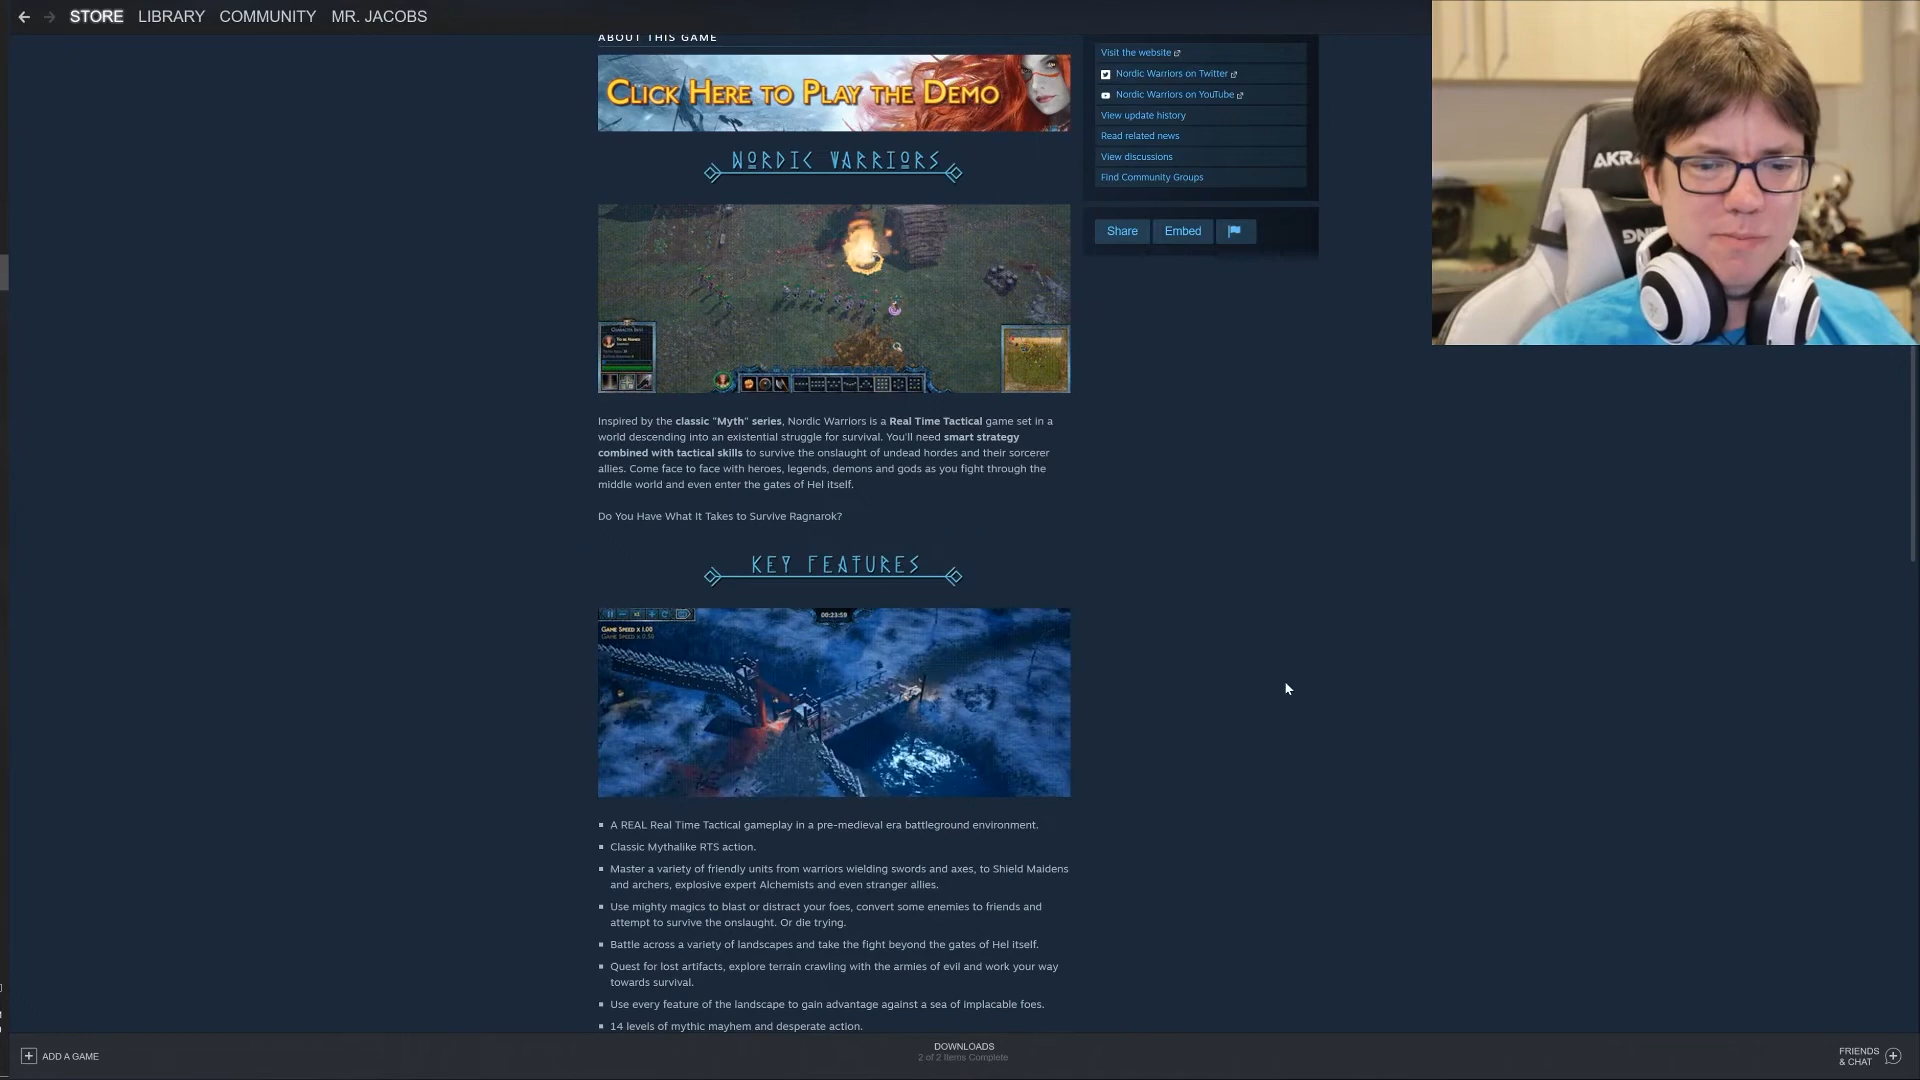 STORE LIBRARY COMMUNITY MR. JACOBS
ABOUT THIS GAME
CLICK HERE TO PLAY THE DEMO
NORDIC WARRIORS
Inspired by the classic "Myth" series, Nordic Warriors is a Real Time Tactical game set in a
world descending into an existential struggle for survival. You'll need smart strategy
combined with tactical skills to survive the onslaught of undead hordes and their sorcerer
allies. Come face to face with heroes, legends, demons and gods as you fight through the
middle world and even enter the gates of Hel itself.
Do You Have What It Takes to Survive Ragnarok?
KEY FEATURES
00:23:59
GAME SPEED X 1.00
GAME SPEED X 0.50
A REAL Real Time Tactical gameplay in a pre-medieval era battleground environment.
Classic Mythalike RTS action.
Master a variety of friendly units from warriors wielding swords and axes, to Shield Maidens
and archers, explosive expert Alchemists and even stranger allies.
Use mighty magics to blast or distract your foes, convert some enemies to friends and
attempt to survive the onslaught. Or die trying.
Battle across a variety of landscapes and take the fight beyond the gates of Hel itself.
Quest for lost artifacts, explore terrain crawling with the armies of evil and work your way
towards survival.
Use every feature of the landscape to gain advantage against a sea of implacable foes.
14 levels of mythic mayhem and desperate action.
Visit the website
Nordic Warriors on Twitter
Nordic Warriors on YouTube
View update history
Read related news
View discussions
Find Community Groups
Share Embed
ADD A GAME
DOWNLOADS
2 of 2 Items Complete
FRIENDS
& CHAT